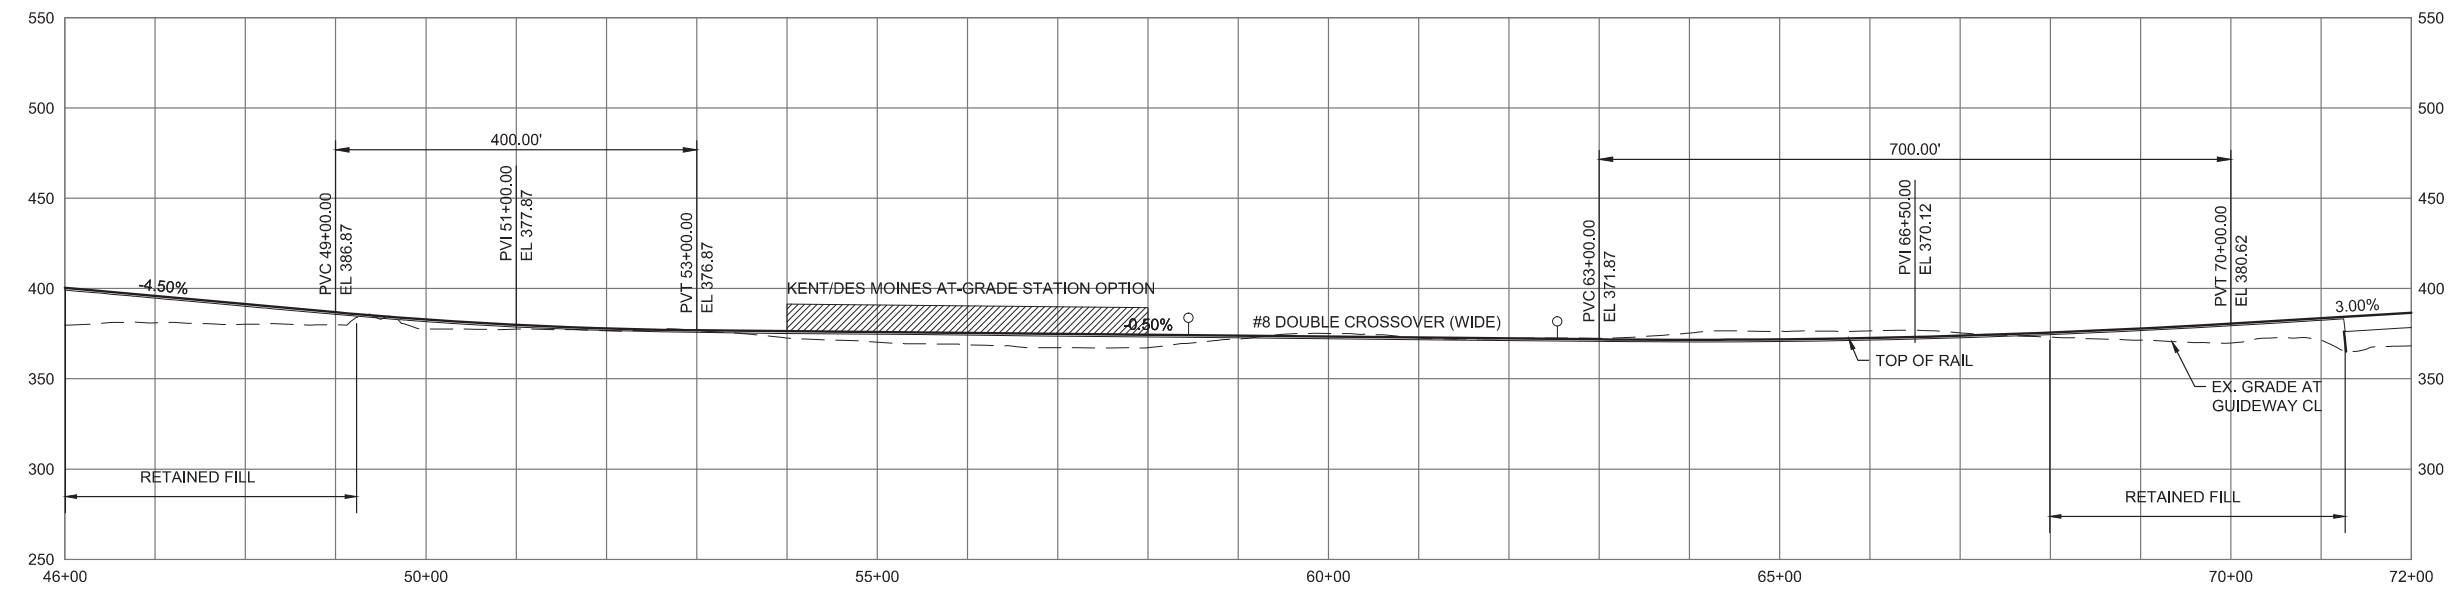 550
550
500
500
450
450
400
400
350
350
300
300
250
400.00'
700.00'
PVC 49+00.00
EL 386.87
PVI 51+00.00
EL 377.87
PVT 53+00.00
EL 376.87
PVC 63+00.00
EL 371.87
PVI 66+50.00
EL 370.12
PVT 70+00.00
EL 380.62
-4.50%
KENT/DES MOINES AT-GRADE STATION OPTION
-0.50%
#8 DOUBLE CROSSOVER (WIDE)
3.00%
TOP OF RAIL
EX. GRADE AT
GUIDEWAY CL
RETAINED FILL
RETAINED FILL
46+00
50+00
55+00
60+00
65+00
70+00
72+00